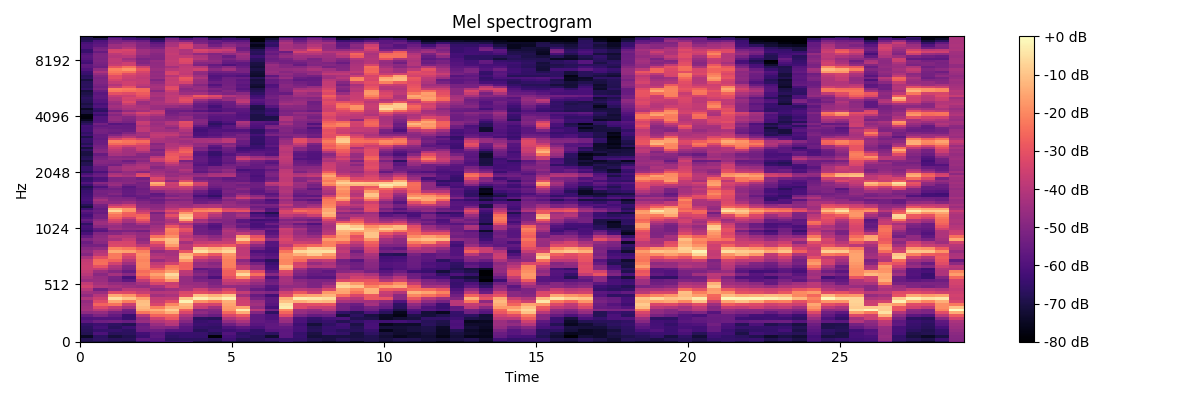 Mel spectrogram
8192
4096
2048
1024
512
0
Hz
0 5 10 15 20 25
Time
+0 dB
-10 dB
-20 dB
-30 dB
-40 dB
-50 dB
-60 dB
-70 dB
-80 dB